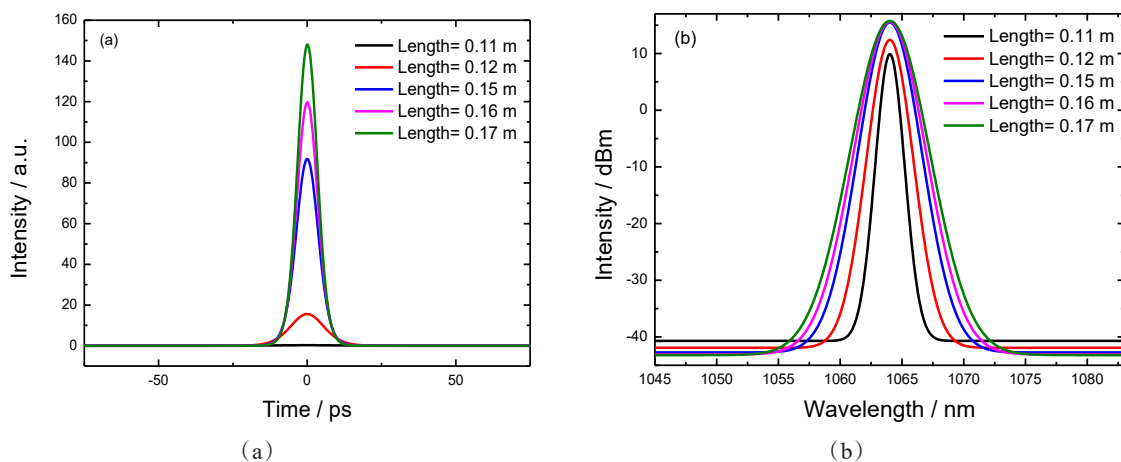 (a)
Length= 0.11 m
Length= 0.12 m
Length= 0.15 m
Length= 0.16 m
Length= 0.17 m
160
140
120
100
80
60
40
20
0
-50
0
50
Intensity / a.u.
Time / ps
(a)
(b)
Length= 0.11 m
Length= 0.12 m
Length= 0.15 m
Length= 0.16 m
Length= 0.17 m
10
0
-10
-20
-30
-40
1045
1050
1055
1060
1065
1070
1075
1080
Intensity / dBm
Wavelength / nm
(b)